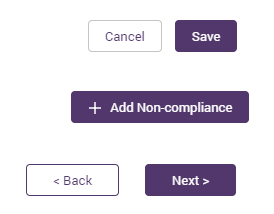 Cancel Save
+ Add Non-compliance
< Back Next >